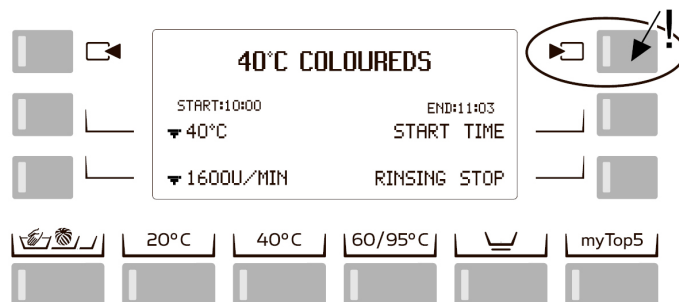 !
40°C COLOUREDS
START:10:00 END:11:03
40°C START TIME
1600U/MIN RINSING STOP
20°C 40°C 60/95°C myTop5